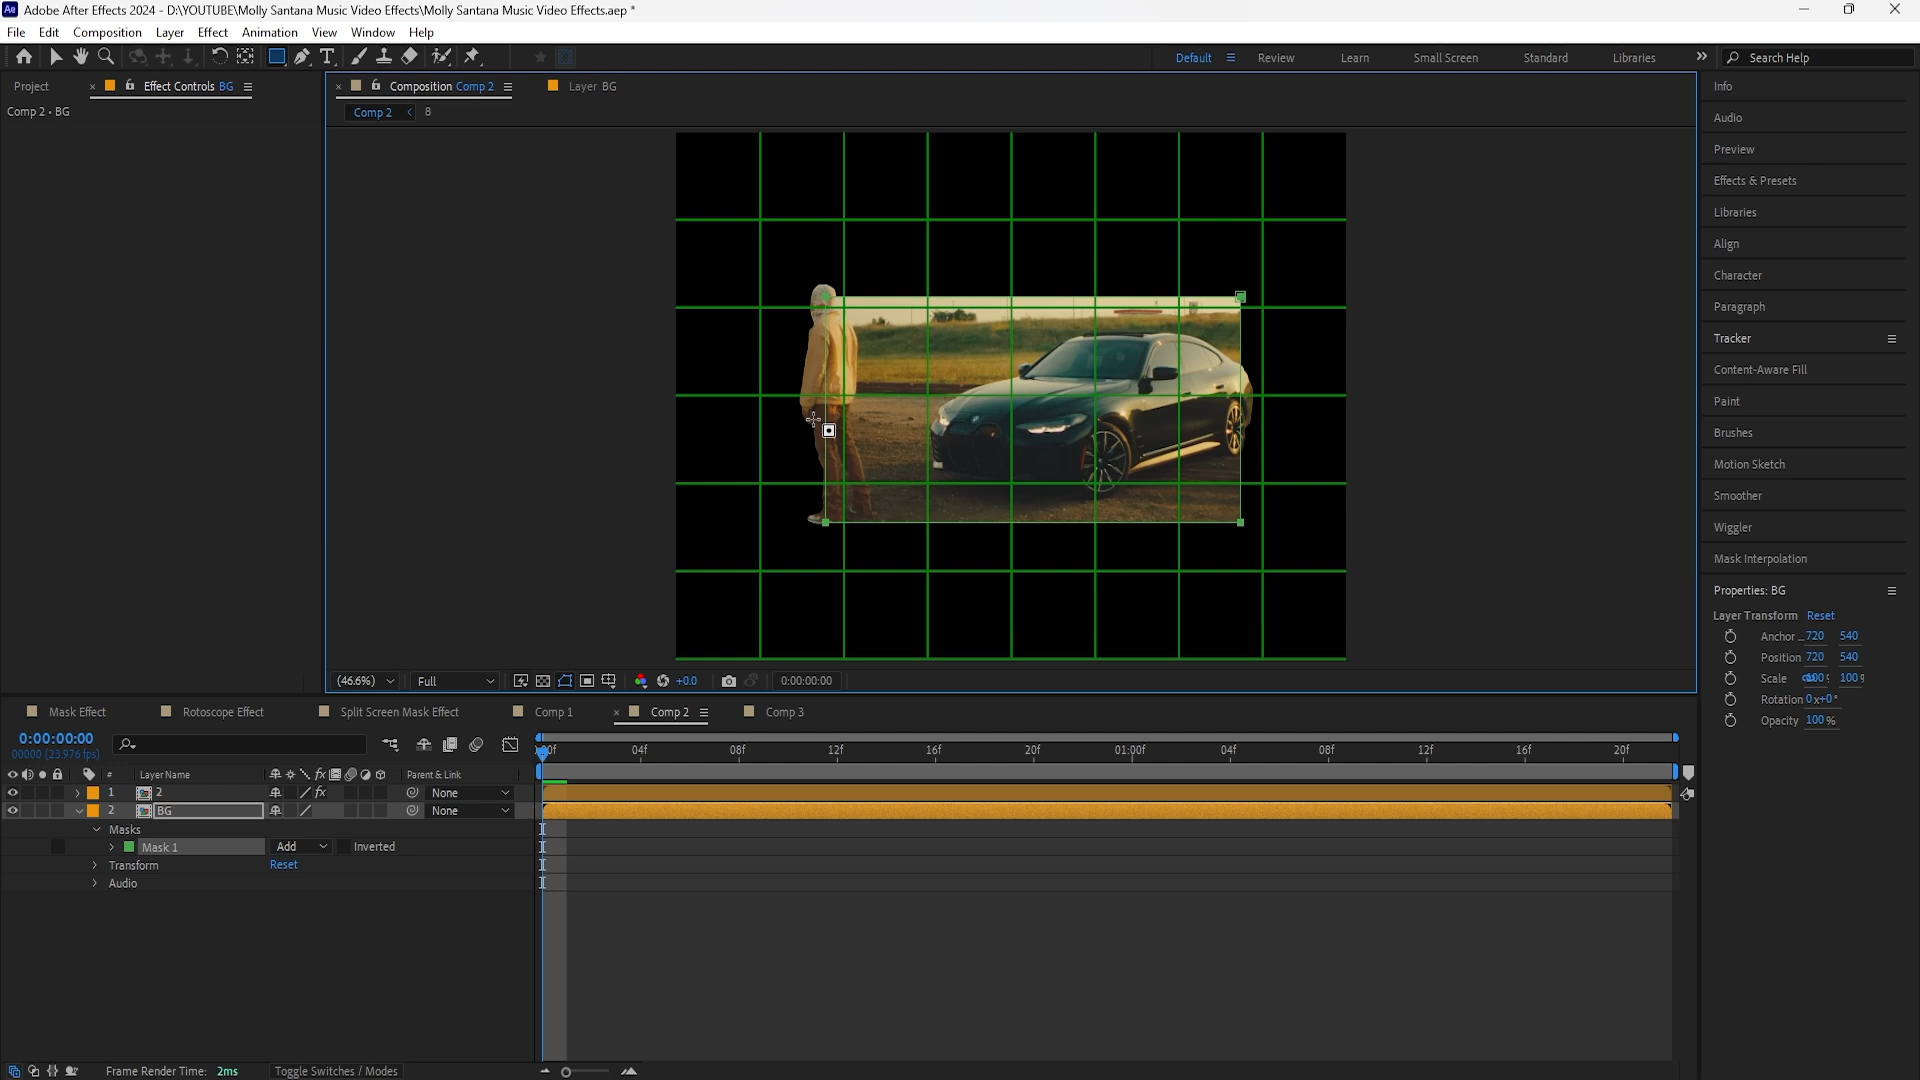 Adobe After Effects 2024 - D:\YOUTUBE\Molly Santana Music Video Effects\Molly Santana Music Video Effects.aep *
File Edit Composition Layer Effect Animation View Window Help
Default Review Learn Small Screen Standard Libraries Search Help
Project Effect Controls BG Composition Comp 2 Layer BG
Comp 2 • BG
Comp 2 8
Info
Audio
Preview
Effects & Presets
Libraries
Align
Character
Paragraph
Tracker
Content-Aware Fill
Paint
Brushes
Motion Sketch
Smoother
Wiggler
Mask Interpolation
Properties: BG
Layer Transform Reset
Anchor 720 540
Position 720 540
Scale 100 100
Rotation 0x+0°
Opacity 100 %
(46.6%) Full +0.0 0:00:00:00
Mask Effect Rotoscope Effect Split Screen Mask Effect Comp 1 Comp 2 Comp 3
0:00:00:00
00000 (23.976 fps)
:00f 04f 08f 12f 16f 20f 01:00f 04f 08f 12f 16f 20f
# Layer Name Parent & Link
1 2 None
2 BG None
Masks
Mask 1 Add Inverted
Transform Reset
Audio
Frame Render Time: 2ms Toggle Switches / Modes